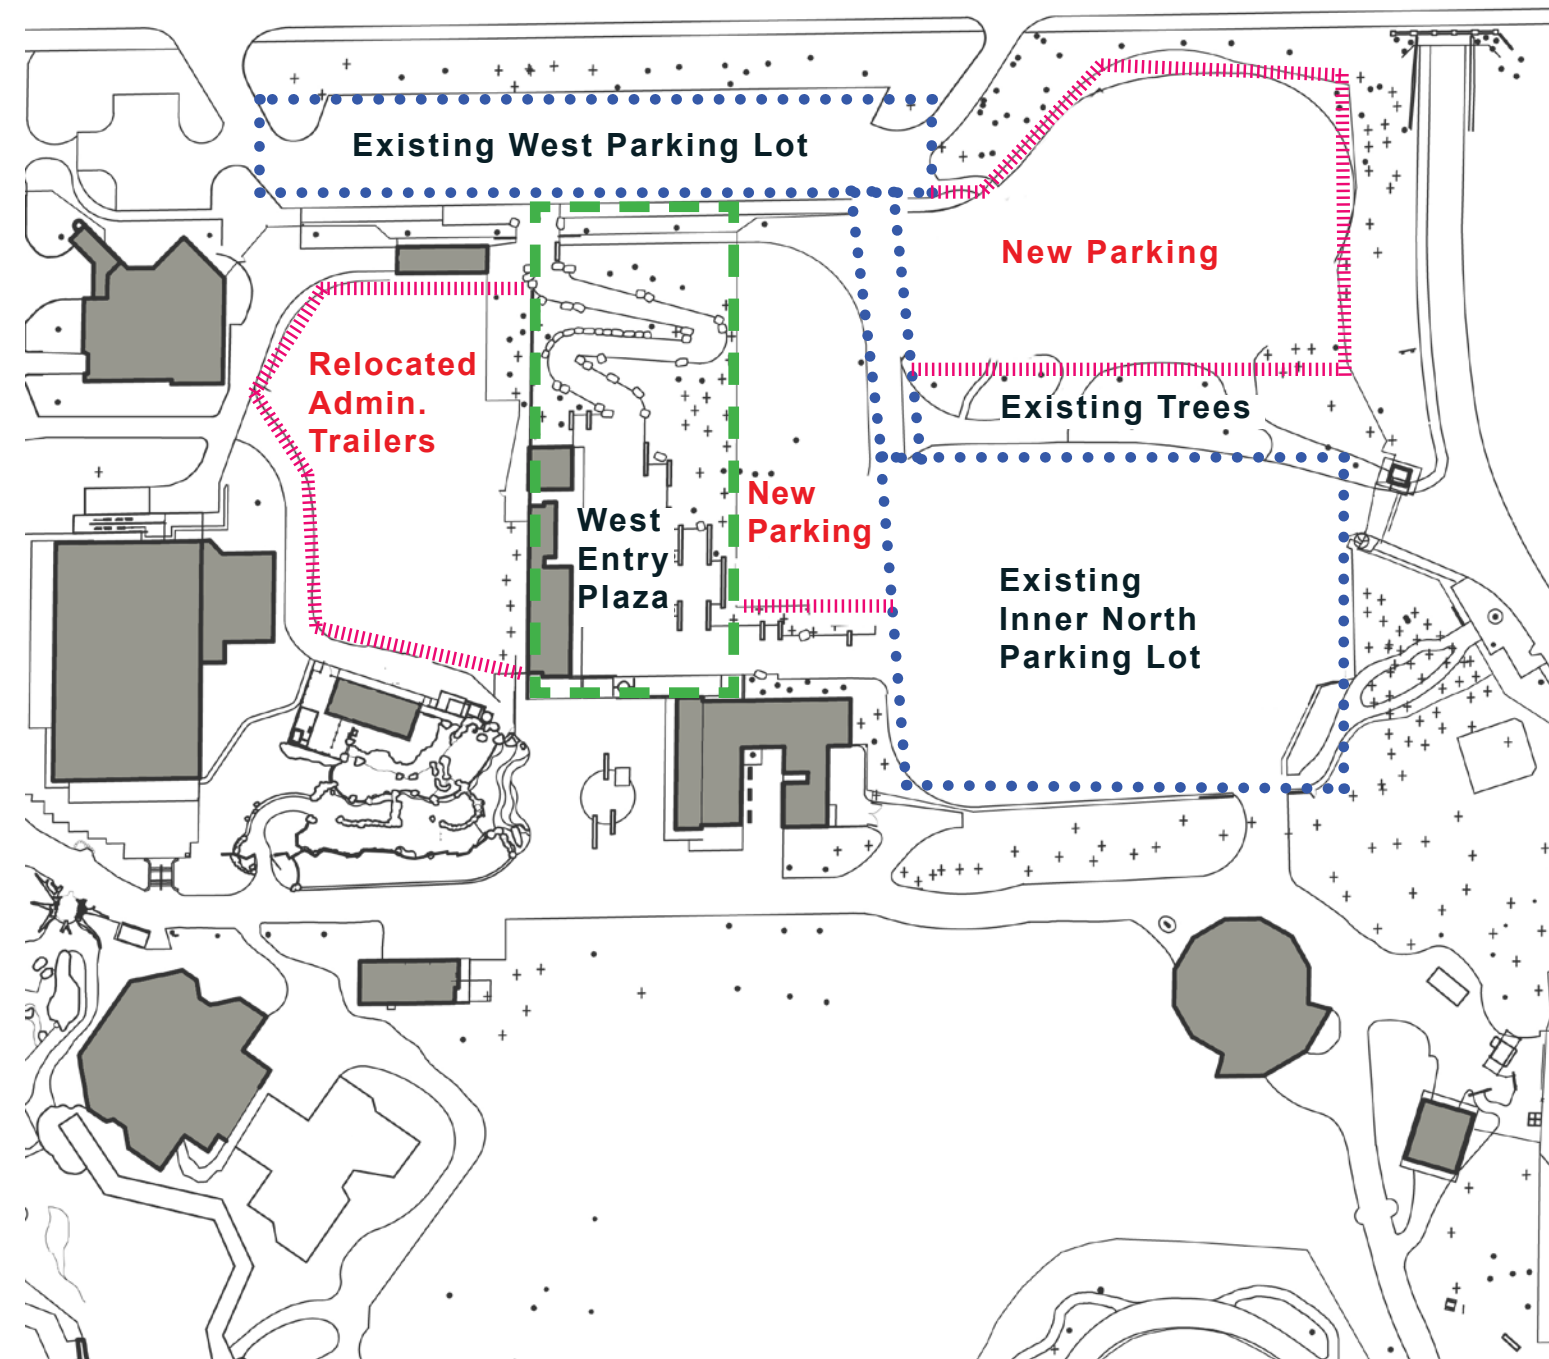 Existing West Parking Lot
New Parking
Relocated
Admin.
Trailers
Existing Trees
New
Parking
West
Entry
Plaza
Existing
Inner North
Parking Lot